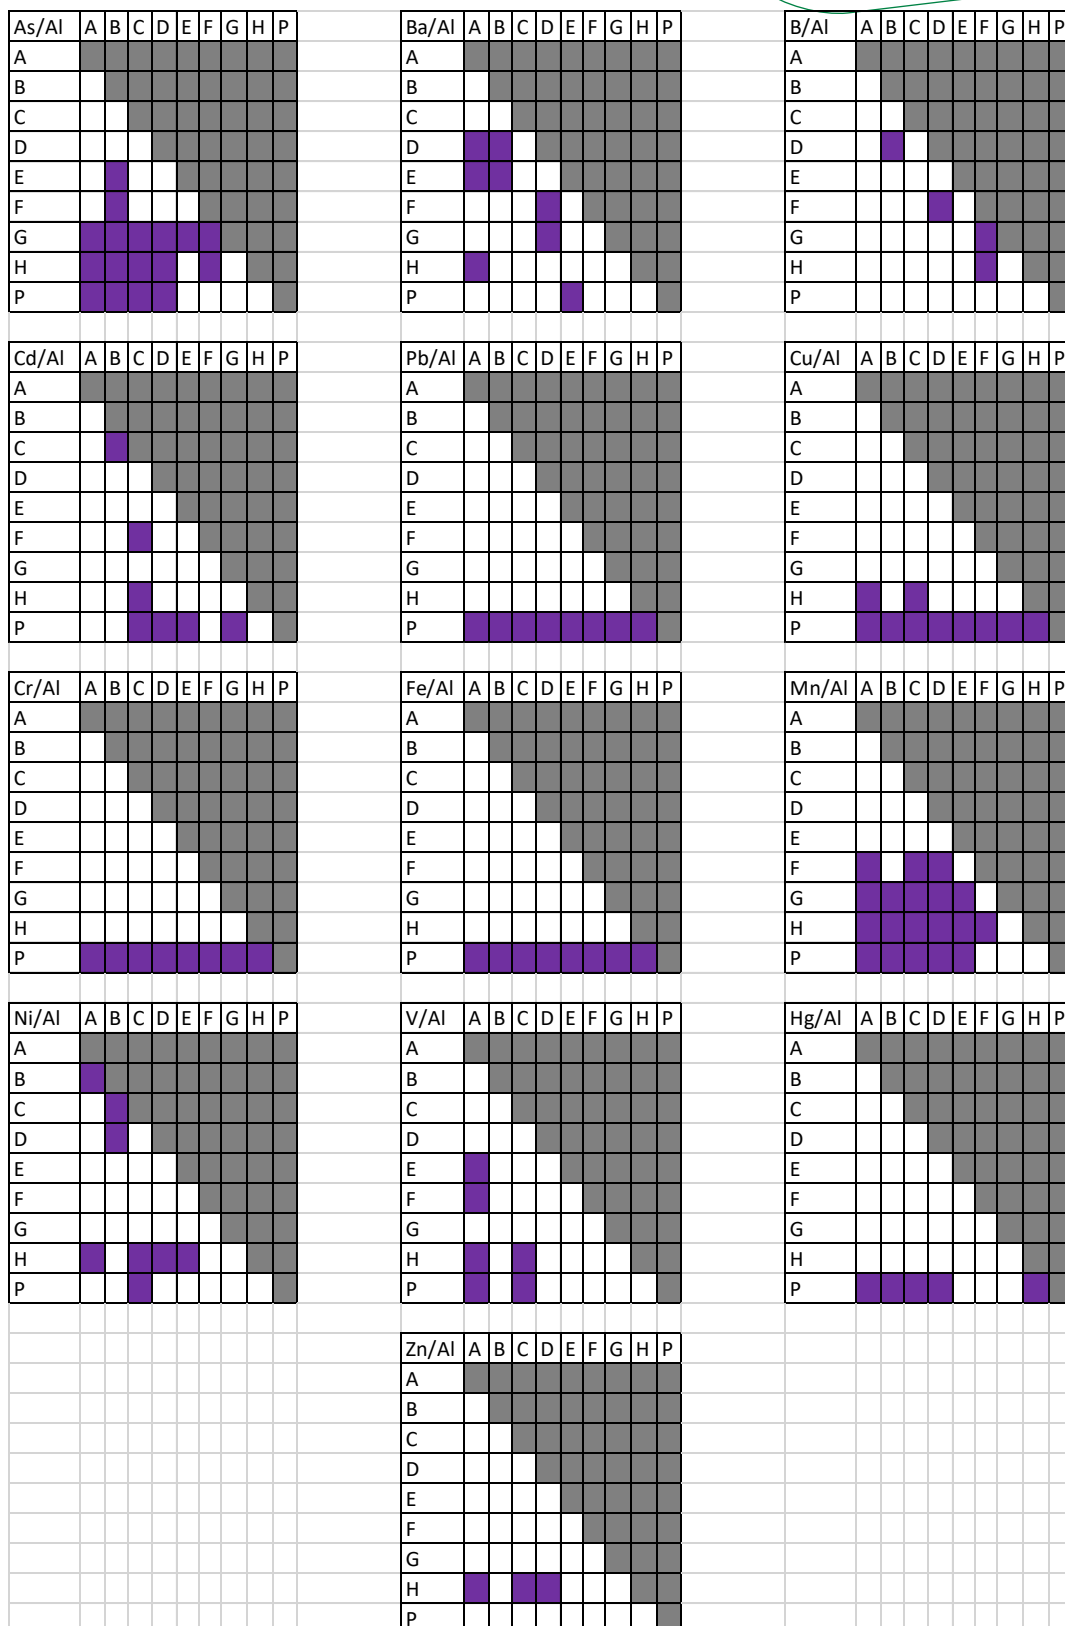 As/Al A B C D E F G H P
A
B
C
D
E
F
G
H
P
Ba/Al A B C D E F G H P
A
B
C
D
E
F
G
H
P
B/Al A B C D E F G H P
A
B
C
D
E
F
G
H
P
Cd/Al A B C D E F G H P
A
B
C
D
E
F
G
H
P
Pb/Al A B C D E F G H P
A
B
C
D
E
F
G
H
P
Cu/Al A B C D E F G H P
A
B
C
D
E
F
G
H
P
Cr/Al A B C D E F G H P
A
B
C
D
E
F
G
H
P
Fe/Al A B C D E F G H P
A
B
C
D
E
F
G
H
P
Mn/Al A B C D E F G H P
A
B
C
D
E
F
G
H
P
Ni/Al A B C D E F G H P
A
B
C
D
E
F
G
H
P
V/Al A B C D E F G H P
A
B
C
D
E
F
G
H
P
Hg/Al A B C D E F G H P
A
B
C
D
E
F
G
H
P
Zn/Al A B C D E F G H P
A
B
C
D
E
F
G
H
P